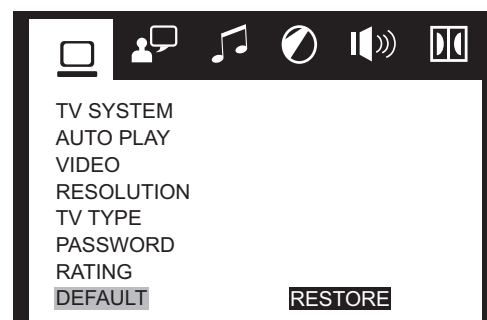 TV SYSTEM
AUTO PLAY
VIDEO
RESOLUTION
TV TYPE
PASSWORD
RATING
DEFAULT RESTORE